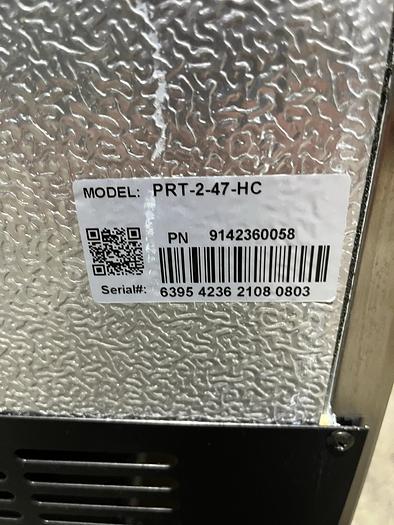 MODEL: PRT-2-47-HC
PN 9142360058
Serial#: 6395 4236 2108 0803